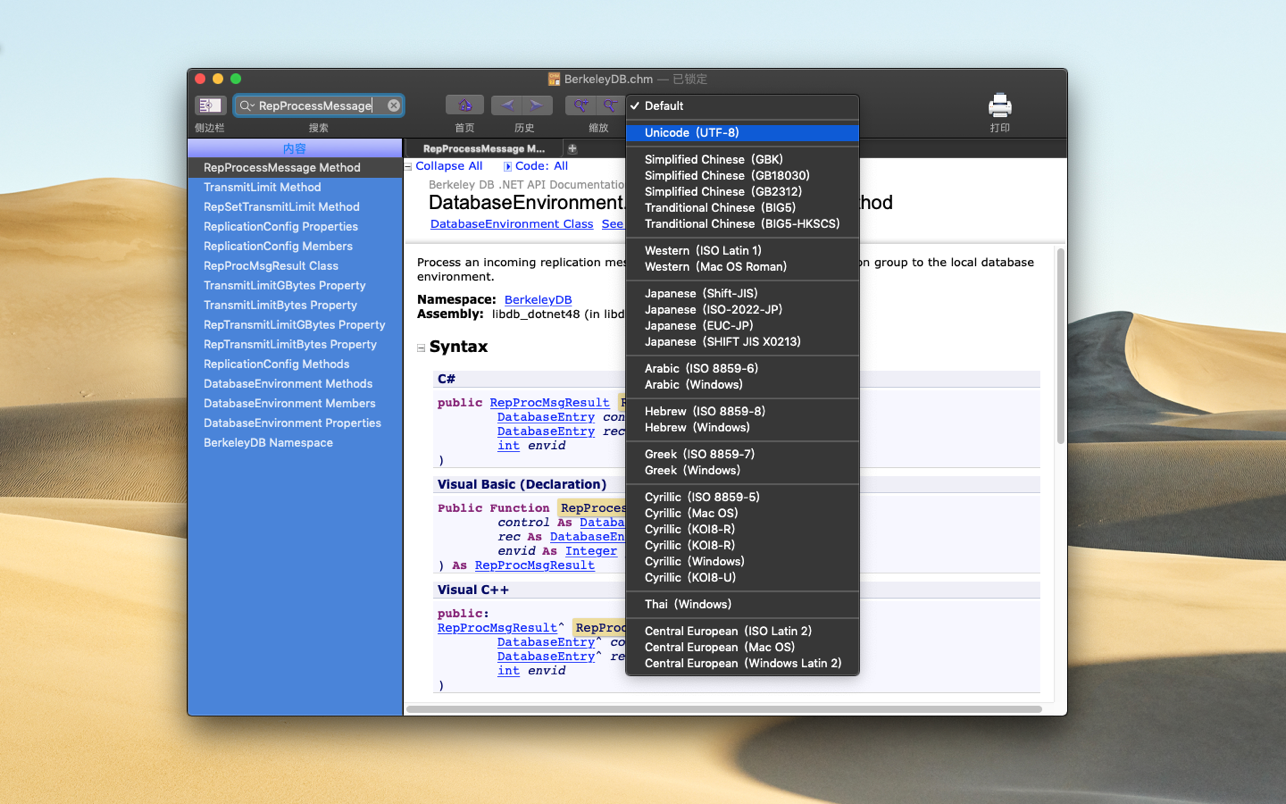 BerkeleyDB.chm — 已锁定
RepProcessMessage
侧边栏
搜索
首页
历史
缩放
打印
内容
RepProcessMessage Method
TransmitLimit Method
RepSetTransmitLimit Method
ReplicationConfig Properties
ReplicationConfig Members
RepProcMsgResult Class
TransmitLimitGBytes Property
TransmitLimitBytes Property
RepTransmitLimitGBytes Property
RepTransmitLimitBytes Property
ReplicationConfig Methods
DatabaseEnvironment Methods
DatabaseEnvironment Members
DatabaseEnvironment Properties
BerkeleyDB Namespace
RepProcessMessage M...
Collapse All Code: All
Berkeley DB .NET API Documentatio
DatabaseEnvironment. hod
DatabaseEnvironment Class See
Process an incoming replication mes on group to the local database
environment.
Namespace: BerkeleyDB
Assembly: libdb_dotnet48 (in libd
Syntax
C#
public RepProcMsgResult
DatabaseEntry con
DatabaseEntry rec
int envid
)
Visual Basic (Declaration)
Public Function RepProces
control As Databa
rec As DatabaseEn
envid As Integer
) As RepProcMsgResult
Visual C++
public:
RepProcMsgResult^ RepProc
DatabaseEntry^ co
DatabaseEntry^ re
int envid
)
✓ Default
Unicode (UTF-8)
Simplified Chinese (GBK)
Simplified Chinese (GB18030)
Simplified Chinese (GB2312)
Tranditional Chinese (BIG5)
Tranditional Chinese (BIG5-HKSCS)
Western (ISO Latin 1)
Western (Mac OS Roman)
Japanese (Shift-JIS)
Japanese (ISO-2022-JP)
Japanese (EUC-JP)
Japanese (SHIFT JIS X0213)
Arabic (ISO 8859-6)
Arabic (Windows)
Hebrew (ISO 8859-8)
Hebrew (Windows)
Greek (ISO 8859-7)
Greek (Windows)
Cyrillic (ISO 8859-5)
Cyrillic (Mac OS)
Cyrillic (KOI8-R)
Cyrillic (KOI8-R)
Cyrillic (Windows)
Cyrillic (KOI8-U)
Thai (Windows)
Central European (ISO Latin 2)
Central European (Mac OS)
Central European (Windows Latin 2)